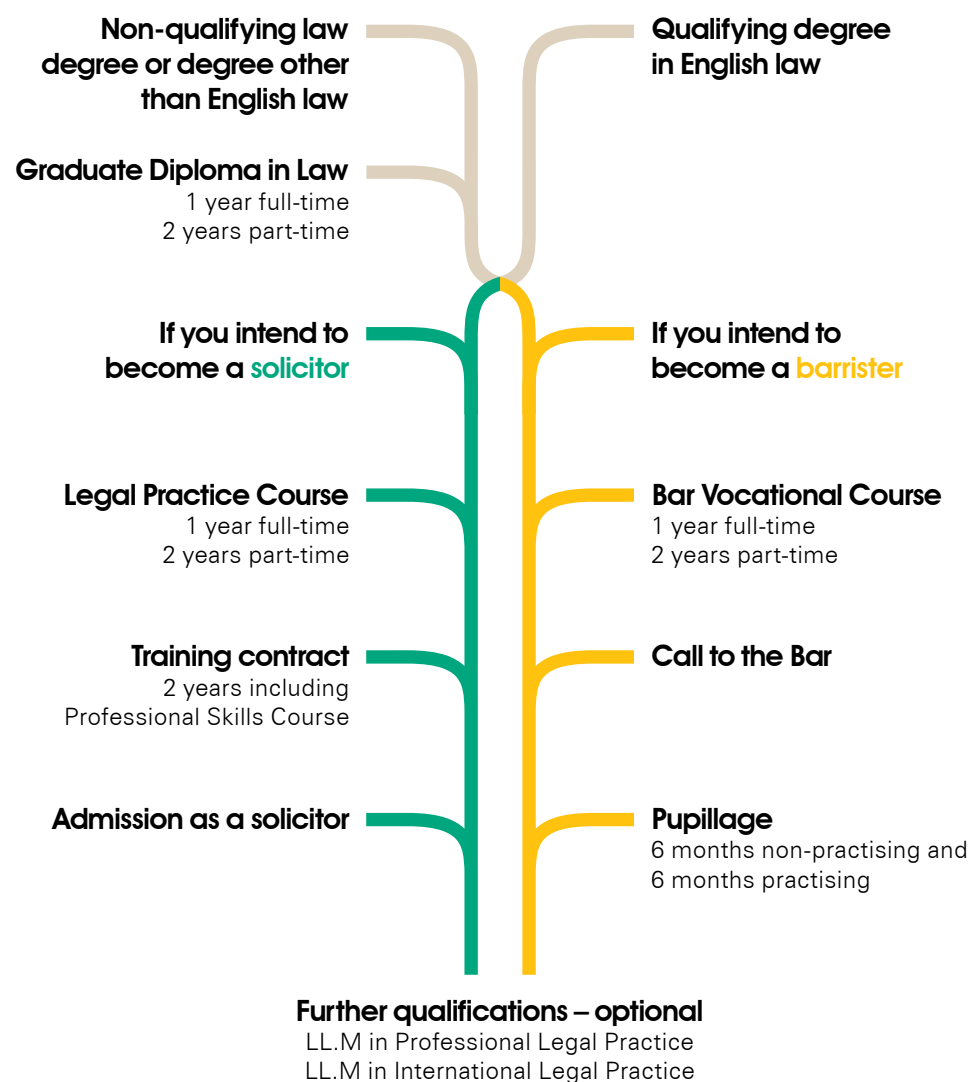 Non-qualifying law
degree or degree other
than English law
Qualifying degree
in English law
Graduate Diploma in Law
1 year full-time
2 years part-time
If you intend to
become a solicitor
If you intend to
become a barrister
Legal Practice Course
1 year full-time
2 years part-time
Bar Vocational Course
1 year full-time
2 years part-time
Training contract
2 years including
Professional Skills Course
Call to the Bar
Admission as a solicitor
Pupillage
6 months non-practising and
6 months practising
Further qualifications – optional
LL.M in Professional Legal Practice
LL.M in International Legal Practice